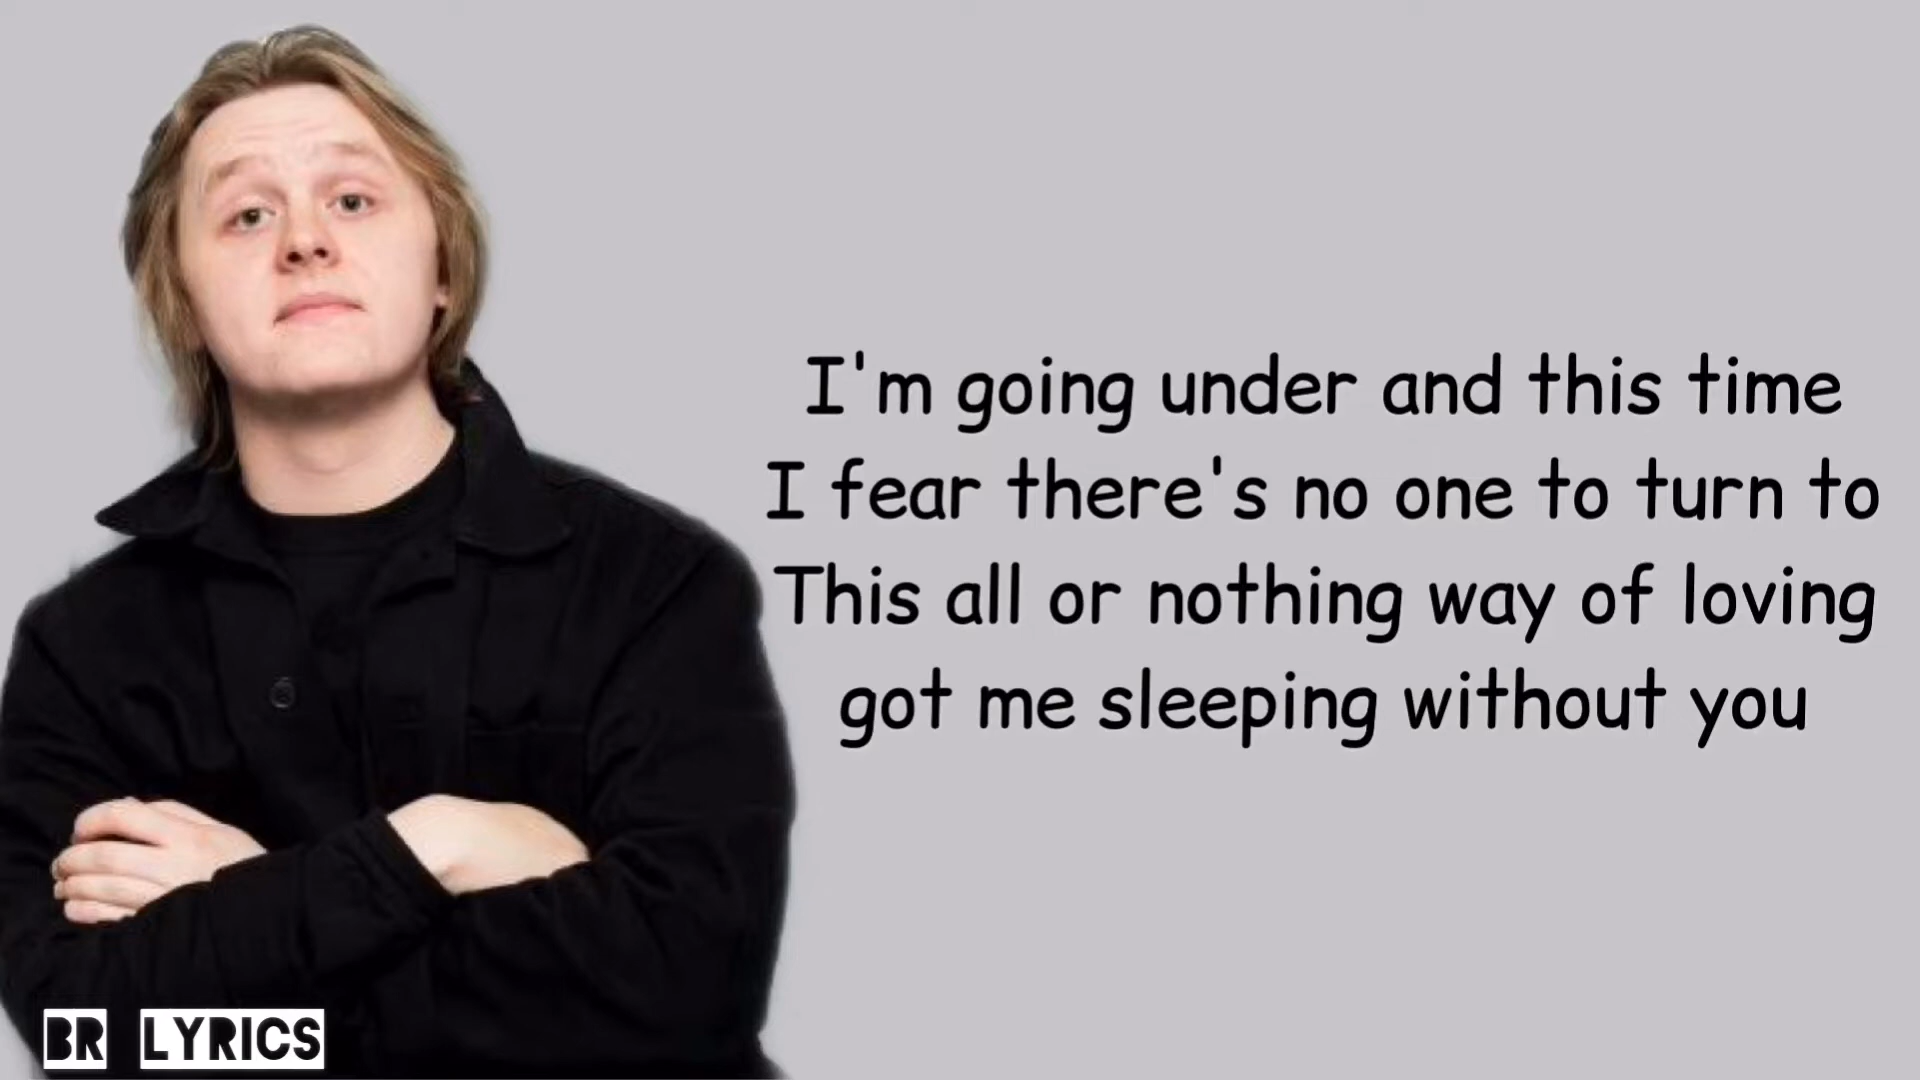 I'm going under and this time
I fear there's no one to turn to
This all or nothing way of loving
got me sleeping without you
BR LYRICS